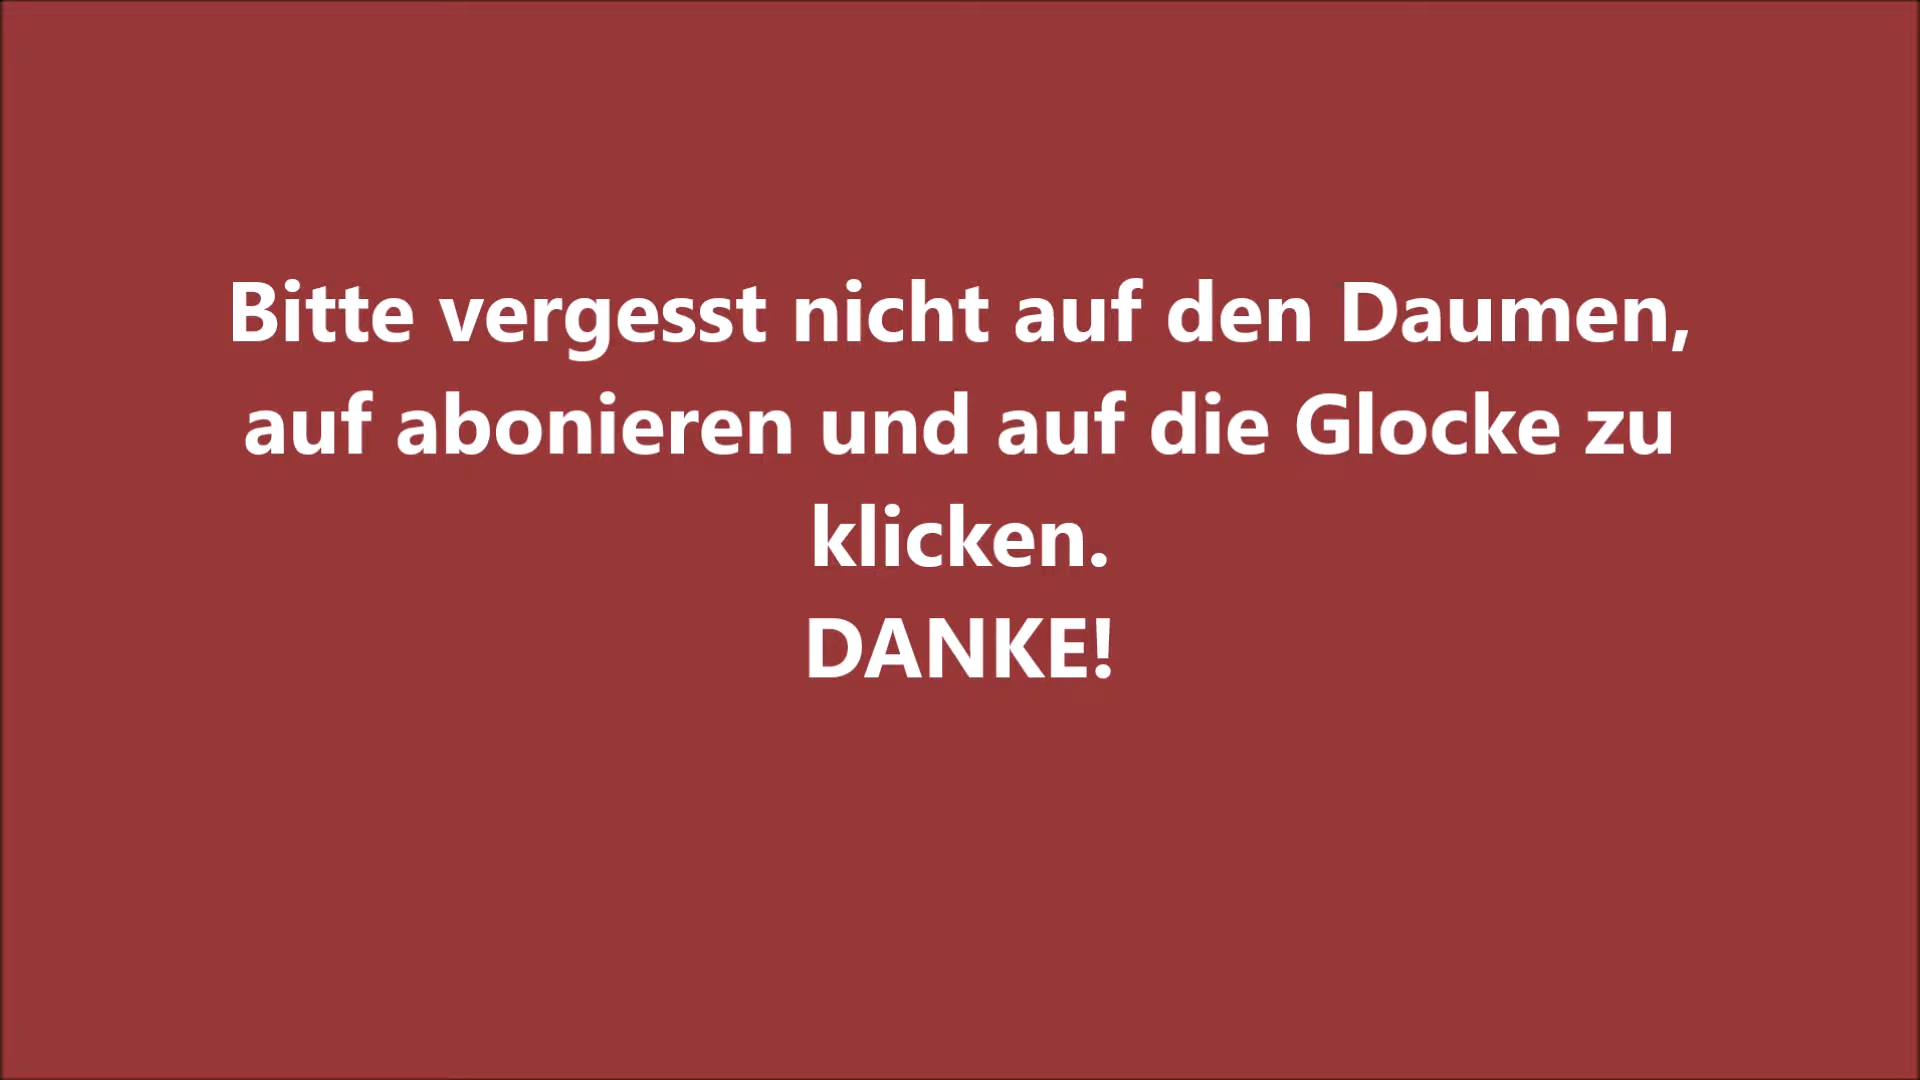 Bitte vergesst nicht auf den Daumen,
auf abonieren und auf die Glocke zu
klicken.
DANKE!